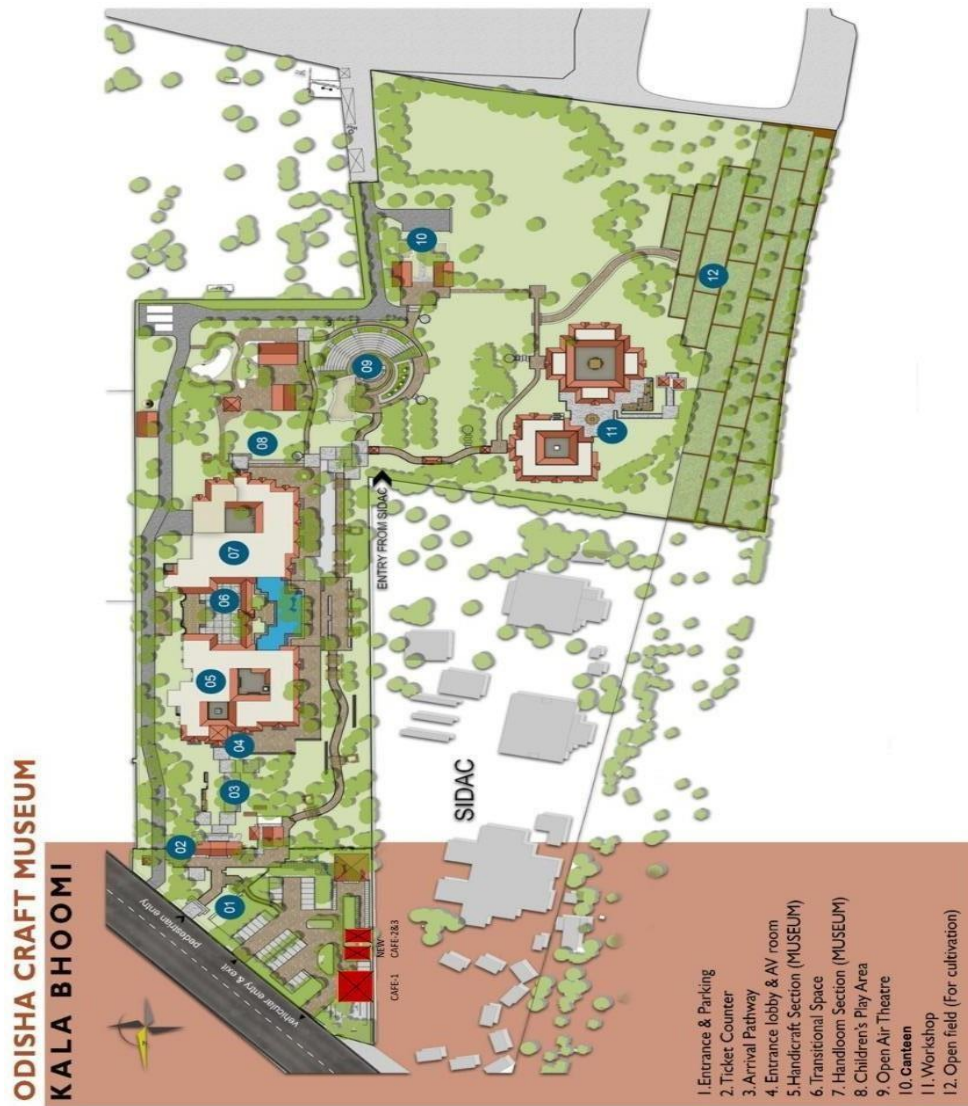 ODISHA CRAFT MUSEUM
KALA BHOOMI
pedestrian entry
vehicular entry & exit
CAFE-1
NEW
CAFE-2&3
01
02
03
04
05
06
07
08
09
10
11
12
ENTRY FROM SIDAC
SIDAC
1.Entrance & Parking
2. Ticket Counter
3. Arrival Pathway
4. Entrance lobby & AV room
5.Handicraft Section (MUSEUM)
6. Transitional Space
7. Handloom Section (MUSEUM)
8. Children's Play Area
9. Open Air Theatre
10. Canteen
11. Workshop
12. Open field (For cultivation)